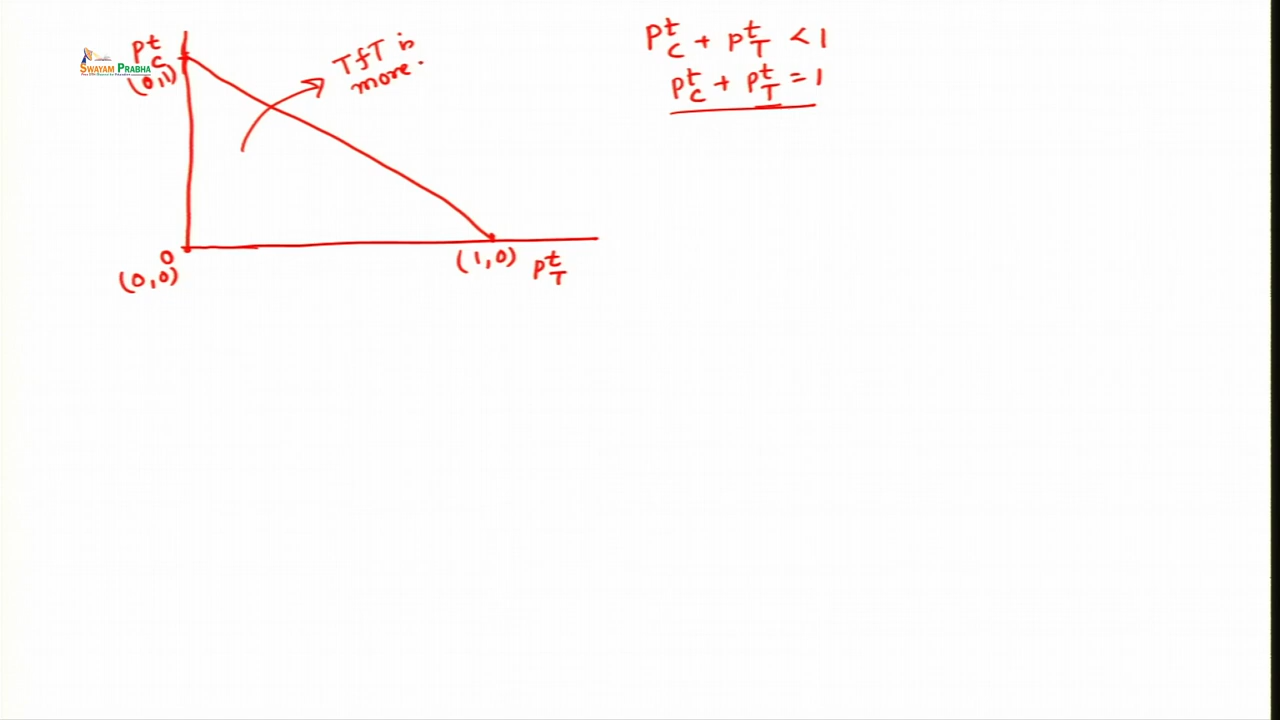 P^t_C
SWAYAM PRABHA
(0,1)
TfT is
more.
0
(0,0)
(1,0)
P^t_T
P^t_C + P^t_T < 1
P^t_C + P^t_T = 1